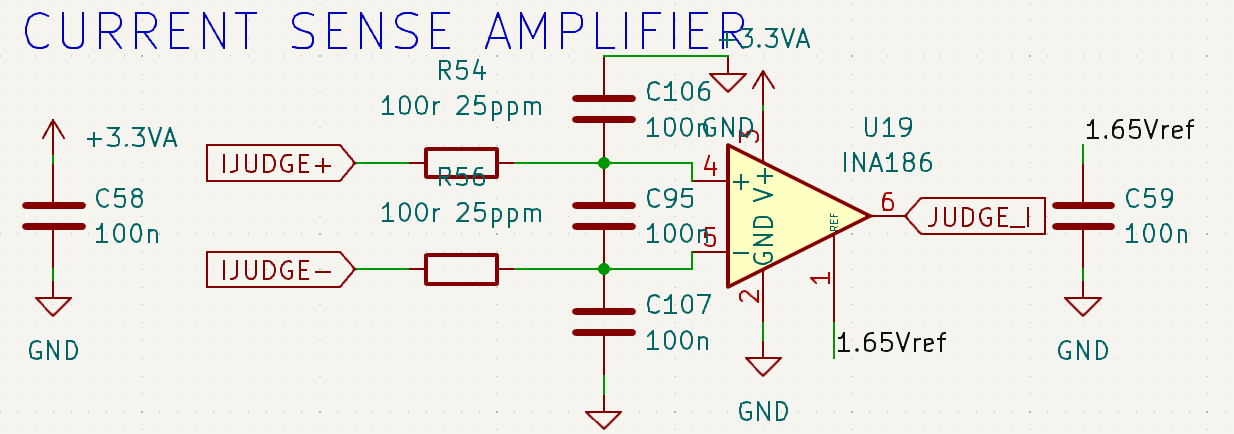 CURRENT SENSE AMPLIFIER
+3.3VA
R54
100r 25ppm
C106
100n
GND
+3.3VA
IJUDGE+
3
U19
INA186
1.65Vref
4
R56
100r 25ppm
C58
100n
C95
100n
5
+
-
V+
GND
REF
6
JUDGE_I
C59
100n
IJUDGE-
2
1
C107
100n
GND
1.65Vref
GND
GND